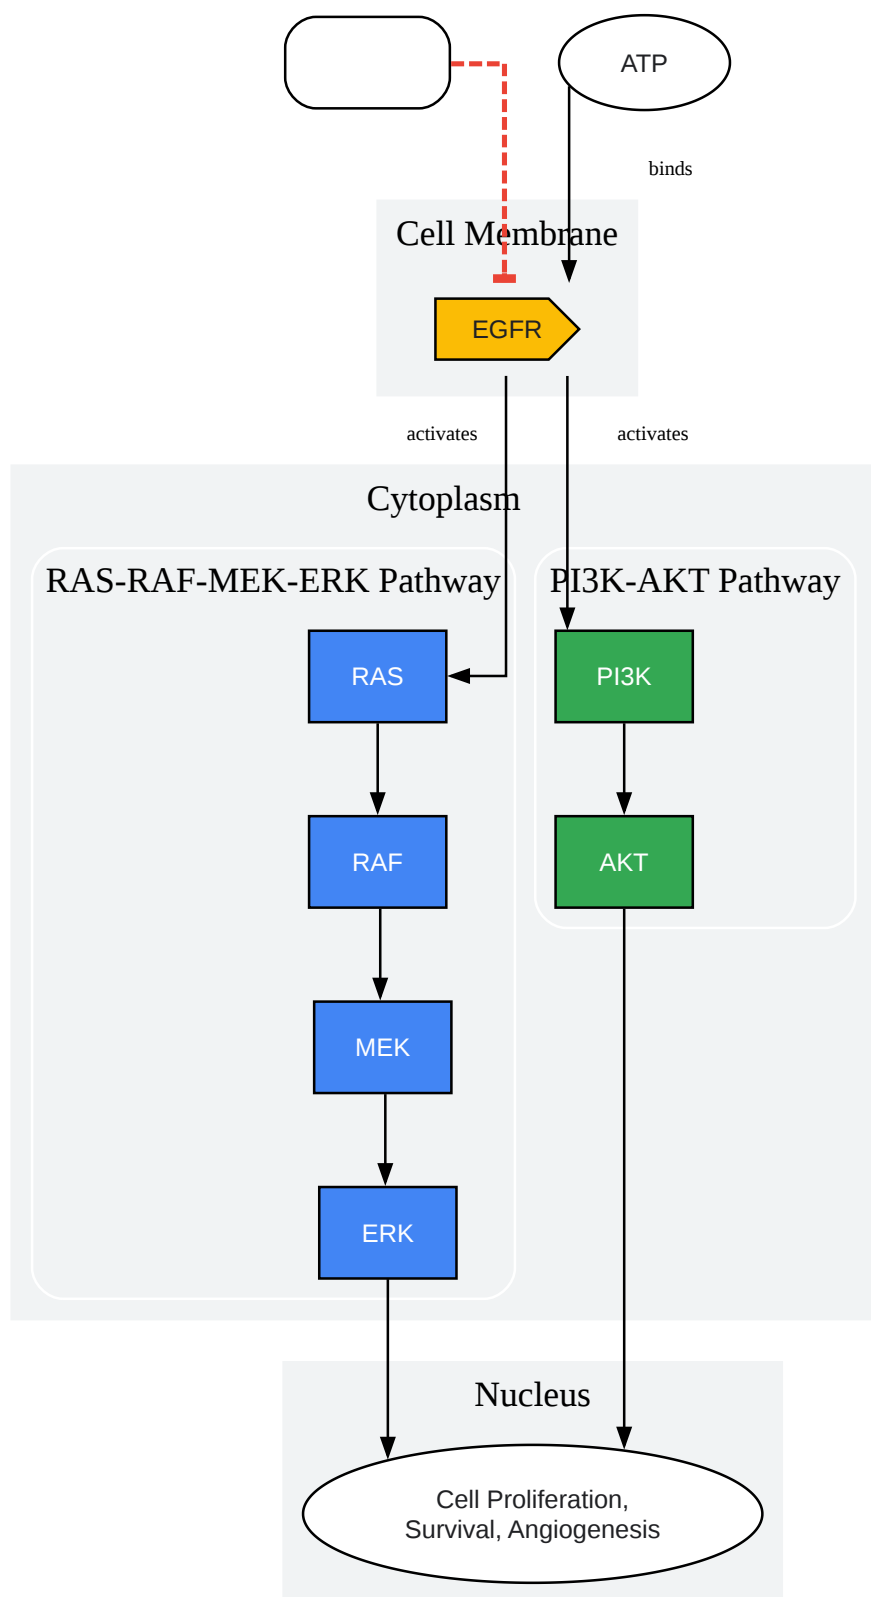 ATP
binds
Cell Membrane
EGFR
activates
activates
Cytoplasm
RAS-RAF-MEK-ERK Pathway
PI3K-AKT Pathway
RAS
PI3K
RAF
AKT
MEK
ERK
Nucleus
Cell Proliferation,
Survival, Angiogenesis